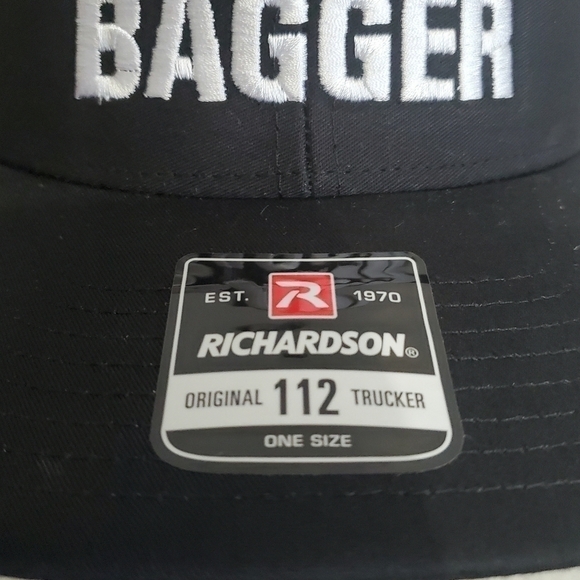 BAGGER
EST. R 1970
RICHARDSON®
ORIGINAL 112 TRUCKER
ONE SIZE